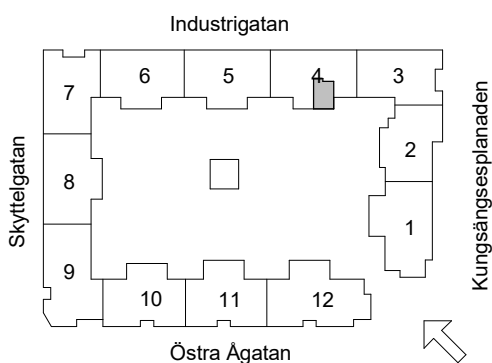 Industrigatan
6 5 4 3
7
2
Skyttelgatan
8
Kungsängsesplanaden
1
9
10 11 12
Östra Ågatan